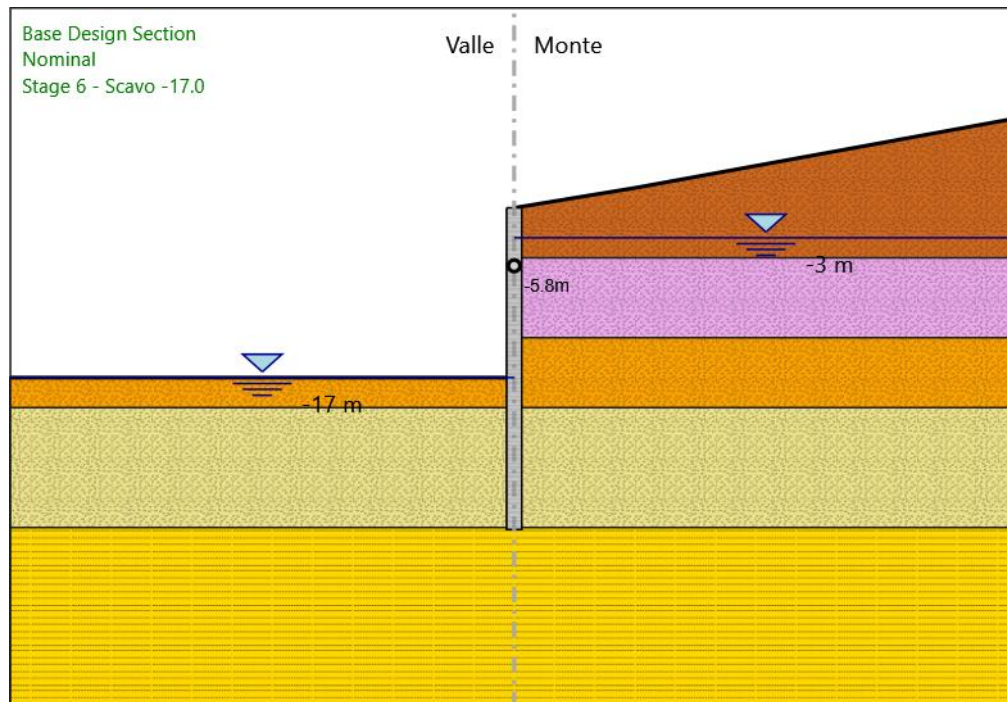 Base Design Section
Nominal
Stage 6 - Scavo -17.0
Valle
Monte
-3 m
-5.8m
-17 m